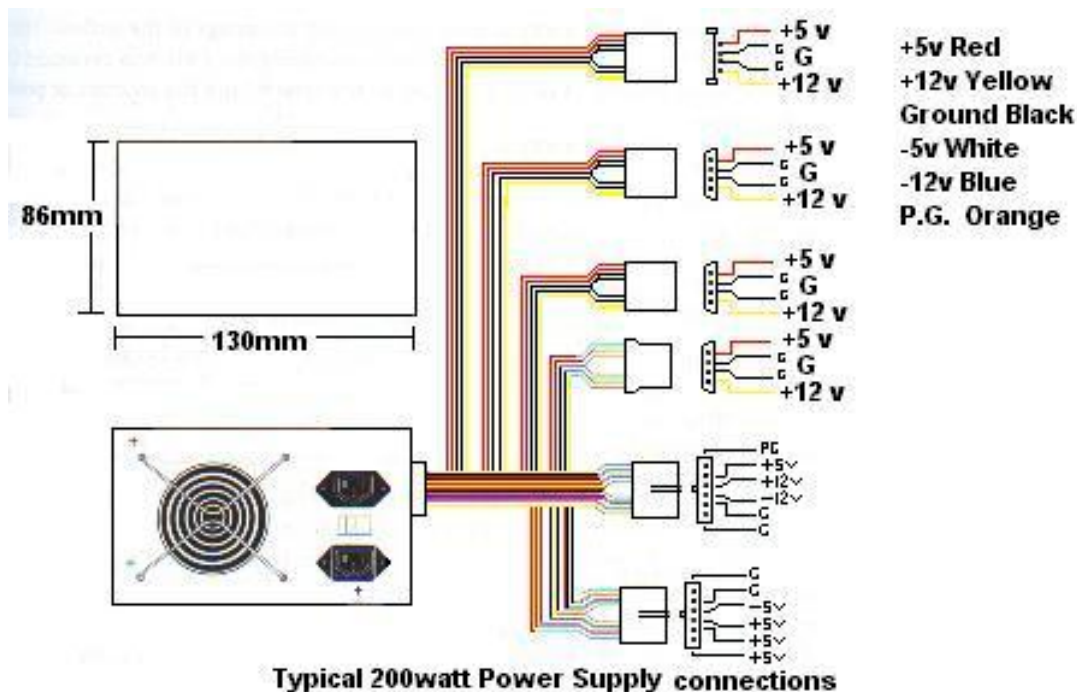 +5 v
G
G
+12 v
+5v Red
+12v Yellow
Ground Black
-5v White
-12v Blue
P.G. Orange
+5 v
G
G
+12 v
86mm
130mm
+5 v
G
G
+12 v
+5 v
G
G
+12 v
PG
+5v
+12v
-12v
G
G
G
G
-5v
+5v
+5v
+5v
Typical 200watt Power Supply connections